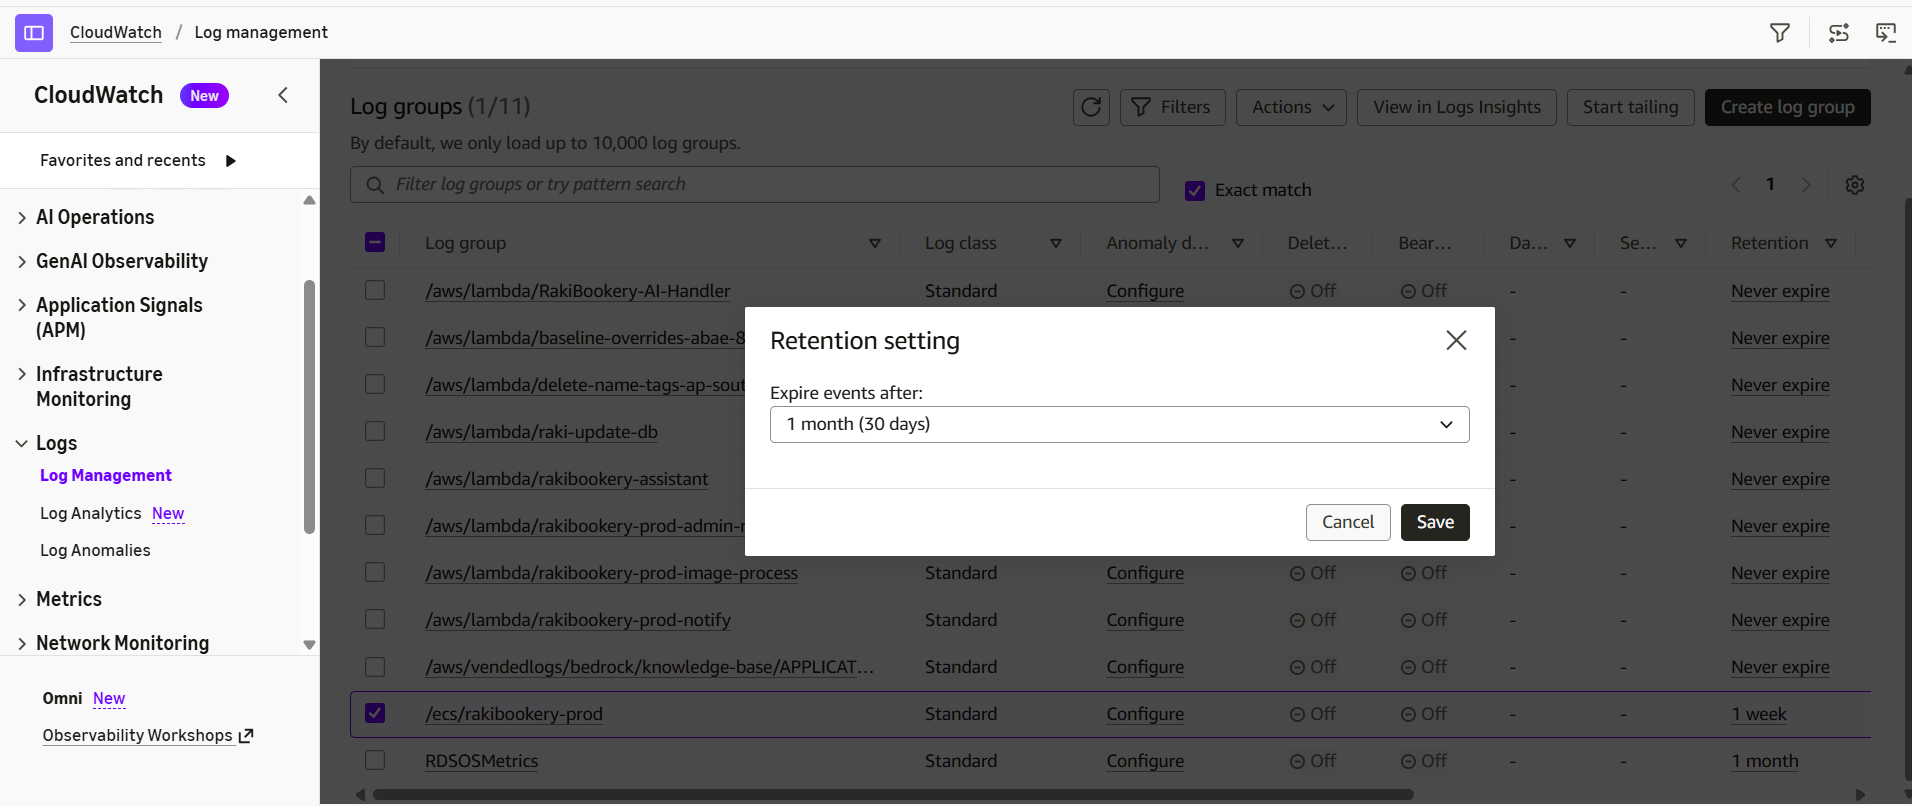 CloudWatch / Log management
CloudWatch New
Favorites and recents
AI Operations
GenAI Observability
Application Signals
(APM)
Infrastructure
Monitoring
Logs
Log Management
Log Analytics New
Log Anomalies
Metrics
Network Monitoring
Omni New
Observability Workshops
Log groups (1/11)
Filters
Actions
View in Logs Insights
Start tailing
Create log group
By default, we only load up to 10,000 log groups.
Filter log groups or try pattern search
Exact match
1
Log group Log class Anomaly d... Delet... Bear... Da... Se... Retention
/aws/lambda/RakiBookery-AI-Handler Standard Configure Off Off - - Never expire
/aws/lambda/baseline-overrides-abae-8 - - Never expire
/aws/lambda/delete-name-tags-ap-sout - - Never expire
/aws/lambda/raki-update-db - - Never expire
/aws/lambda/rakibookery-assistant - - Never expire
/aws/lambda/rakibookery-prod-admin- - - Never expire
/aws/lambda/rakibookery-prod-image-process Standard Configure Off Off - - Never expire
/aws/lambda/rakibookery-prod-notify Standard Configure Off Off - - Never expire
/aws/vendedlogs/bedrock/knowledge-base/APPLICAT... Standard Configure Off Off - - Never expire
/ecs/rakibookery-prod Standard Configure Off Off - - 1 week
RDSOSMetrics Standard Configure Off Off - - 1 month
Retention setting
Expire events after:
1 month (30 days)
Cancel
Save